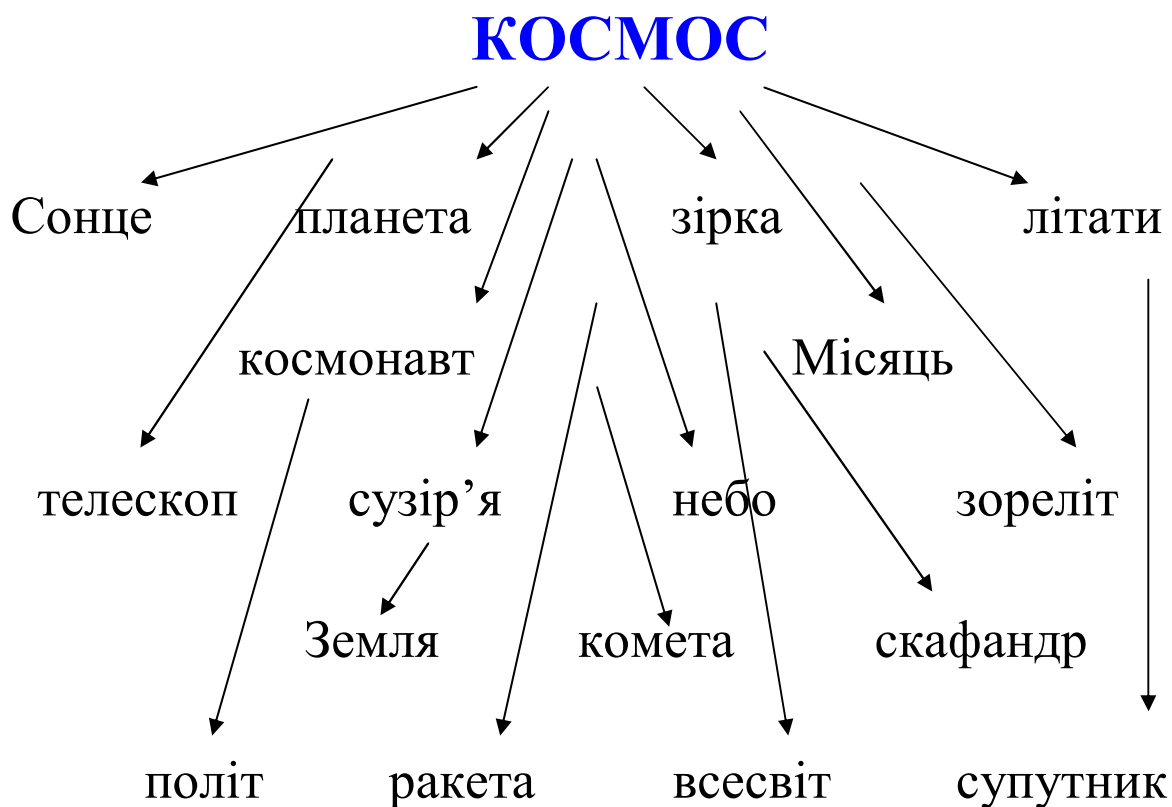 КОСМОС
Сонце планета зірка літати
космонавт Місяць
телескоп сузір’я небо зореліт
Земля комета скафандр
політ ракета всесвіт супутник